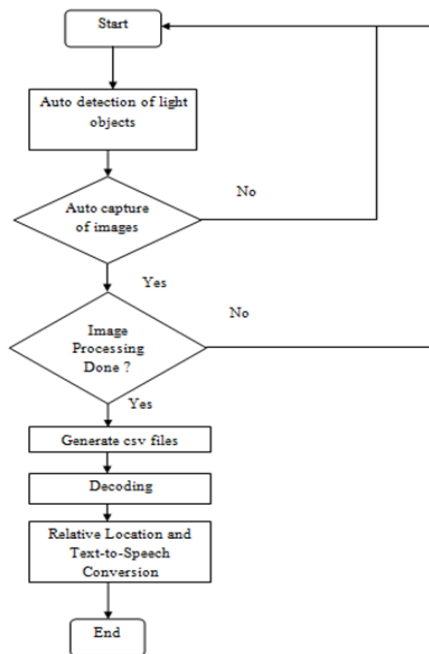 Start
Auto detection of light
objects
No
Auto capture
of images
Yes
No
Image
Processing
Done ?
Yes
Generate csv files
Decoding
Relative Location and
Text-to-Speech
Conversion
End